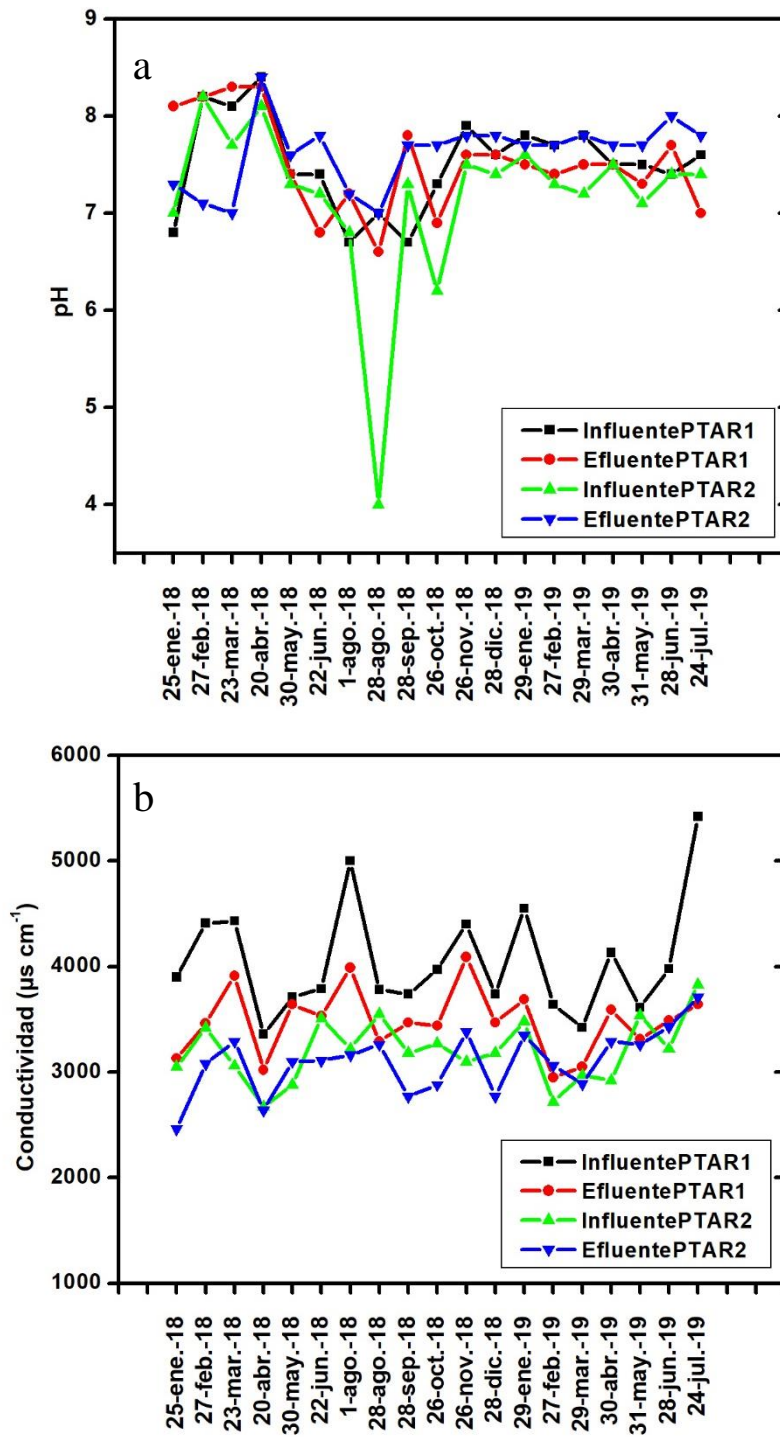 a
9
8
7
6
5
4
pH
InfluentePTAR1
EfluentePTAR1
InfluentePTAR2
EfluentePTAR2
25-ene.-18
27-feb.-18
23-mar.-18
20-abr.-18
30-may.-18
22-jun.-18
1-ago.-18
28-ago.-18
28-sep.-18
26-oct.-18
26-nov.-18
28-dic.-18
29-ene.-19
27-feb.-19
29-mar.-19
30-abr.-19
31-may.-19
28-jun.-19
24-jul.-19
b
6000
5000
4000
3000
2000
1000
Conductividad (µs cm⁻¹)
InfluentePTAR1
EfluentePTAR1
InfluentePTAR2
EfluentePTAR2
25-ene.-18
27-feb.-18
23-mar.-18
20-abr.-18
30-may.-18
22-jun.-18
1-ago.-18
28-ago.-18
28-sep.-18
26-oct.-18
26-nov.-18
28-dic.-18
29-ene.-19
27-feb.-19
29-mar.-19
30-abr.-19
31-may.-19
28-jun.-19
24-jul.-19